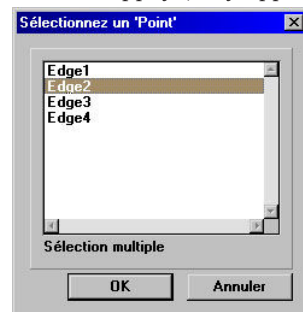 Sélectionnez un 'Point'
Edge1
Edge2
Edge3
Edge4
Sélection multiple
OK
Annuler